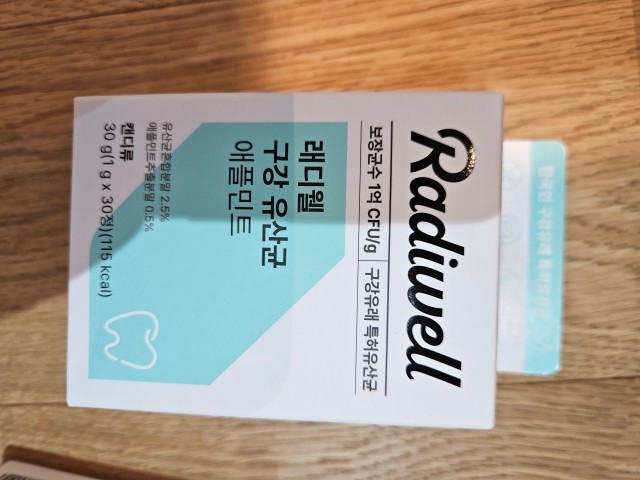 Radiwell
보장균수 1억 CFU/g | 구강유래 특허유산균
래디웰
구강 유산균
애플민트
유산균혼합분말 2.5%
애플민트추출분말 0.5%
캔디류
30 g(1 g x 30정)(115 kcal)